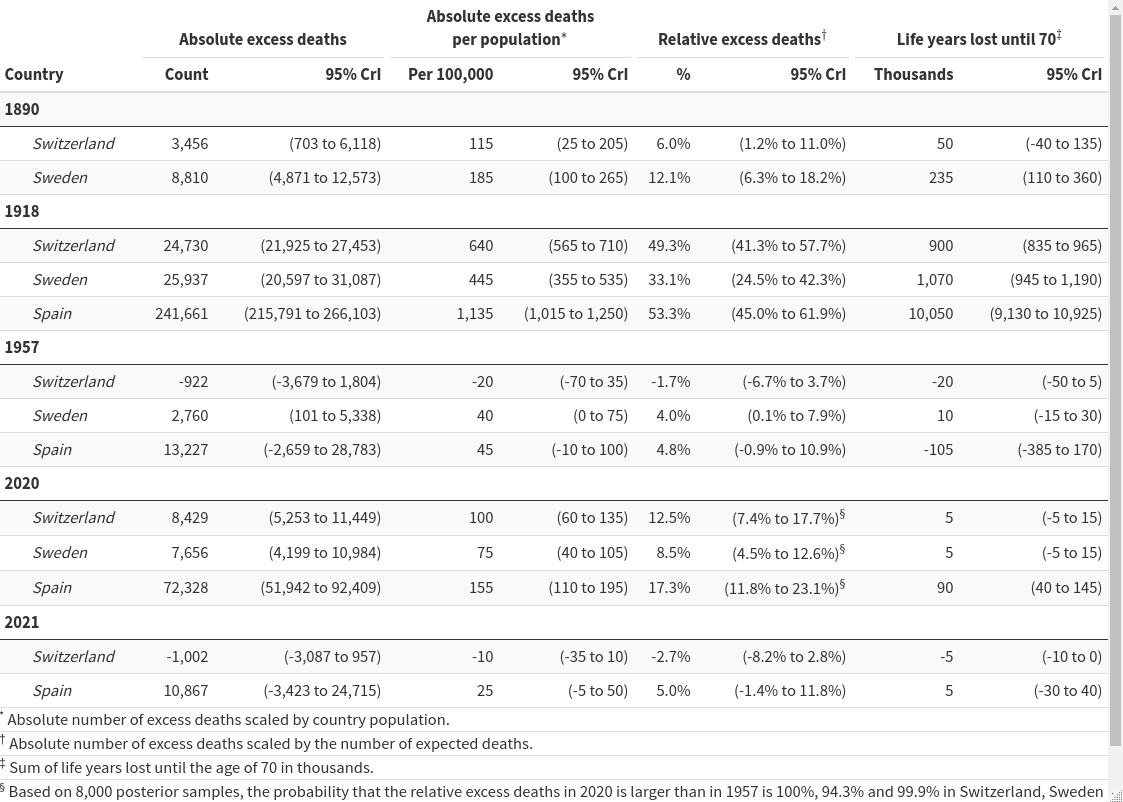 Absolute excess deaths
Absolute excess deaths per population* Relative excess deaths† Life years lost until 70‡
Country Count 95% CrI Per 100,000 95% CrI % 95% CrI Thousands 95% CrI
1890
Switzerland 3,456 (703 to 6,118) 115 (25 to 205) 6.0% (1.2% to 11.0%) 50 (-40 to 135)
Sweden 8,810 (4,871 to 12,573) 185 (100 to 265) 12.1% (6.3% to 18.2%) 235 (110 to 360)
1918
Switzerland 24,730 (21,925 to 27,453) 640 (565 to 710) 49.3% (41.3% to 57.7%) 900 (835 to 965)
Sweden 25,937 (20,597 to 31,087) 445 (355 to 535) 33.1% (24.5% to 42.3%) 1,070 (945 to 1,190)
Spain 241,661 (215,791 to 266,103) 1,135 (1,015 to 1,250) 53.3% (45.0% to 61.9%) 10,050 (9,130 to 10,925)
1957
Switzerland -922 (-3,679 to 1,804) -20 (-70 to 35) -1.7% (-6.7% to 3.7%) -20 (-50 to 5)
Sweden 2,760 (101 to 5,338) 40 (0 to 75) 4.0% (0.1% to 7.9%) 10 (-15 to 30)
Spain 13,227 (-2,659 to 28,783) 45 (-10 to 100) 4.8% (-0.9% to 10.9%) -105 (-385 to 170)
2020
Switzerland 8,429 (5,253 to 11,449) 100 (60 to 135) 12.5% (7.4% to 17.7%)§ 5 (-5 to 15)
Sweden 7,656 (4,199 to 10,984) 75 (40 to 105) 8.5% (4.5% to 12.6%)§ 5 (-5 to 15)
Spain 72,328 (51,942 to 92,409) 155 (110 to 195) 17.3% (11.8% to 23.1%)§ 90 (40 to 145)
2021
Switzerland -1,002 (-3,087 to 957) -10 (-35 to 10) -2.7% (-8.2% to 2.8%) -5 (-10 to 0)
Spain 10,867 (-3,423 to 24,715) 25 (-5 to 50) 5.0% (-1.4% to 11.8%) 5 (-30 to 40)
* Absolute number of excess deaths scaled by country population.
† Absolute number of excess deaths scaled by the number of expected deaths.
‡ Sum of life years lost until the age of 70 in thousands.
§ Based on 8,000 posterior samples, the probability that the relative excess deaths in 2020 is larger than in 1957 is 100%, 94.3% and 99.9% in Switzerland, Sweden